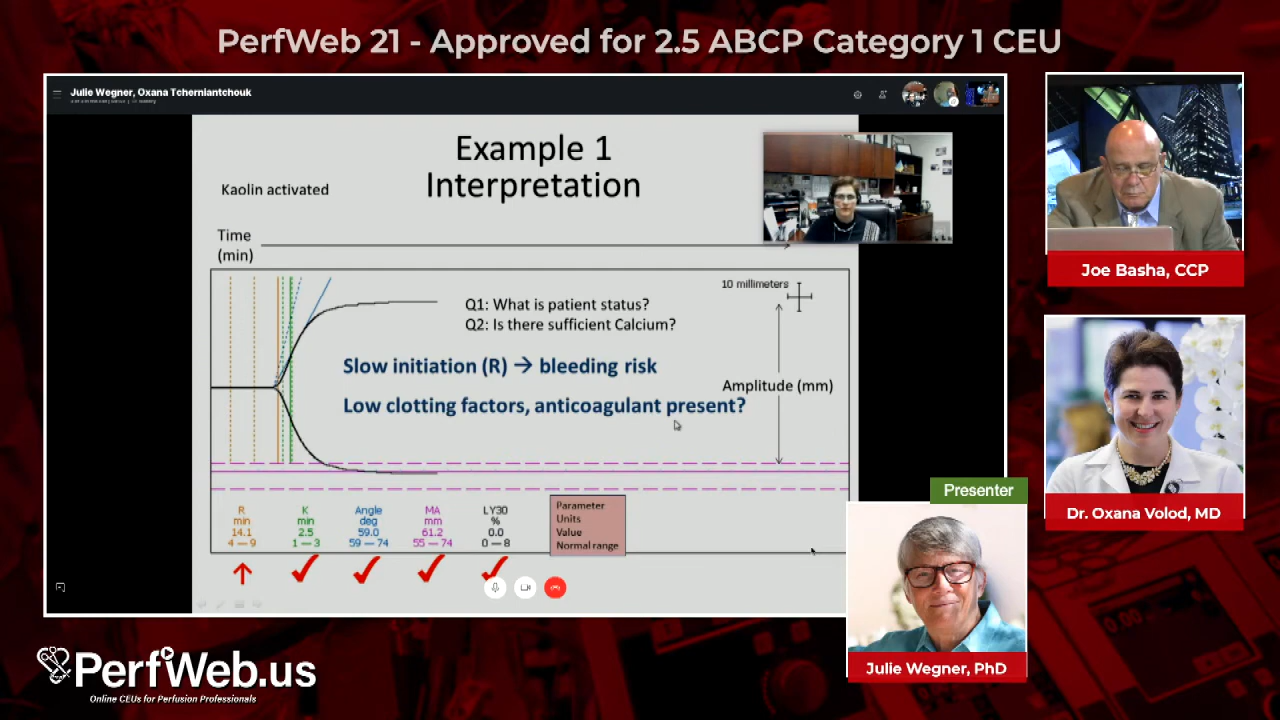 PerfWeb 21 - Approved for 2.5 ABCP Category 1 CEU
Julie Wegner, Oxana Tcherniantchouk
Example 1
Interpretation
Kaolin activated
Time
(min)
10 millimeters
Q1: What is patient status?
Q2: Is there sufficient Calcium?
Slow initiation (R) → bleeding risk
Amplitude (mm)
Low clotting factors, anticoagulant present?
R K Angle MA LY30
min min deg mm %
14.1 2.5 59.0 61.2 0.0
4 — 9 1 — 3 59 — 74 55 — 74 0 — 8
Parameter
Units
Value
Normal range
Joe Basha, CCP
Dr. Oxana Volod, MD
Presenter
Julie Wegner, PhD
PerfWeb.us
Online CEUs for Perfusion Professionals